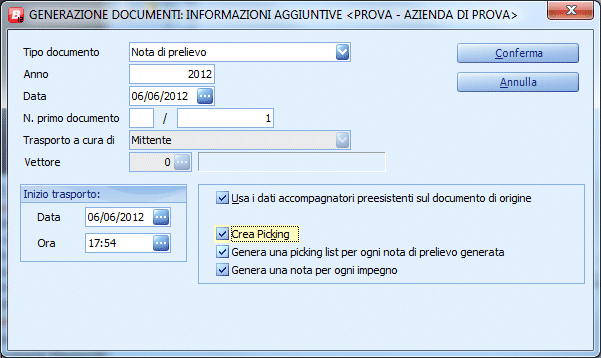 B GENERAZIONE DOCUMENTI: INFORMAZIONI AGGIUNTIVE <PROVA - AZIENDA DI PROVA>
Tipo documento Nota di prelievo Conferma
Anno 2012 Annulla
Data 06/06/2012
N. primo documento / 1
Trasporto a cura di Mittente
Vettore 0
Inizio trasporto:
Data 06/06/2012
Ora 17:54
Usa i dati accompagnatori preesistenti sul documento di origine
Crea Picking
Genera una picking list per ogni nota di prelievo generata
Genera una nota per ogni impegno